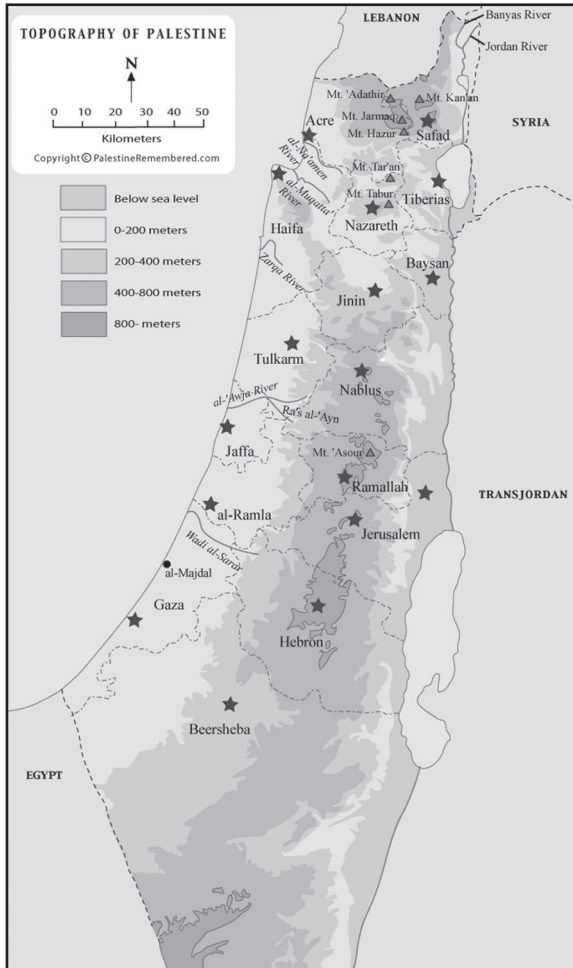 TOPOGRAPHY OF PALESTINE
N
0 10 20 30 40 50
Kilometers
Copyright © PalestineRemembered.com
Below sea level
0-200 meters
200-400 meters
400-800 meters
800- meters
LEBANON
Banyas River
Jordan River
SYRIA
Mt. 'Adathir
Mt. Kan'an
Mt. Jarmaq
Mt. Hazur
Safad
Acre
al-Na'amen
River
Mt. Tar'an
Mt. Tabur
Tiberias
al-Muqatta'
River
Nazareth
Haifa
Baysan
Zarqa River
Jinin
Tulkarm
Nablus
al-'Awja River
Ra's al-'Ayn
Jaffa
Mt. 'Asour
Ramallah
TRANSJORDAN
al-Ramla
Jerusalem
Wadi al-Sarar
al-Majdal
Gaza
Hebron
Beersheba
EGYPT